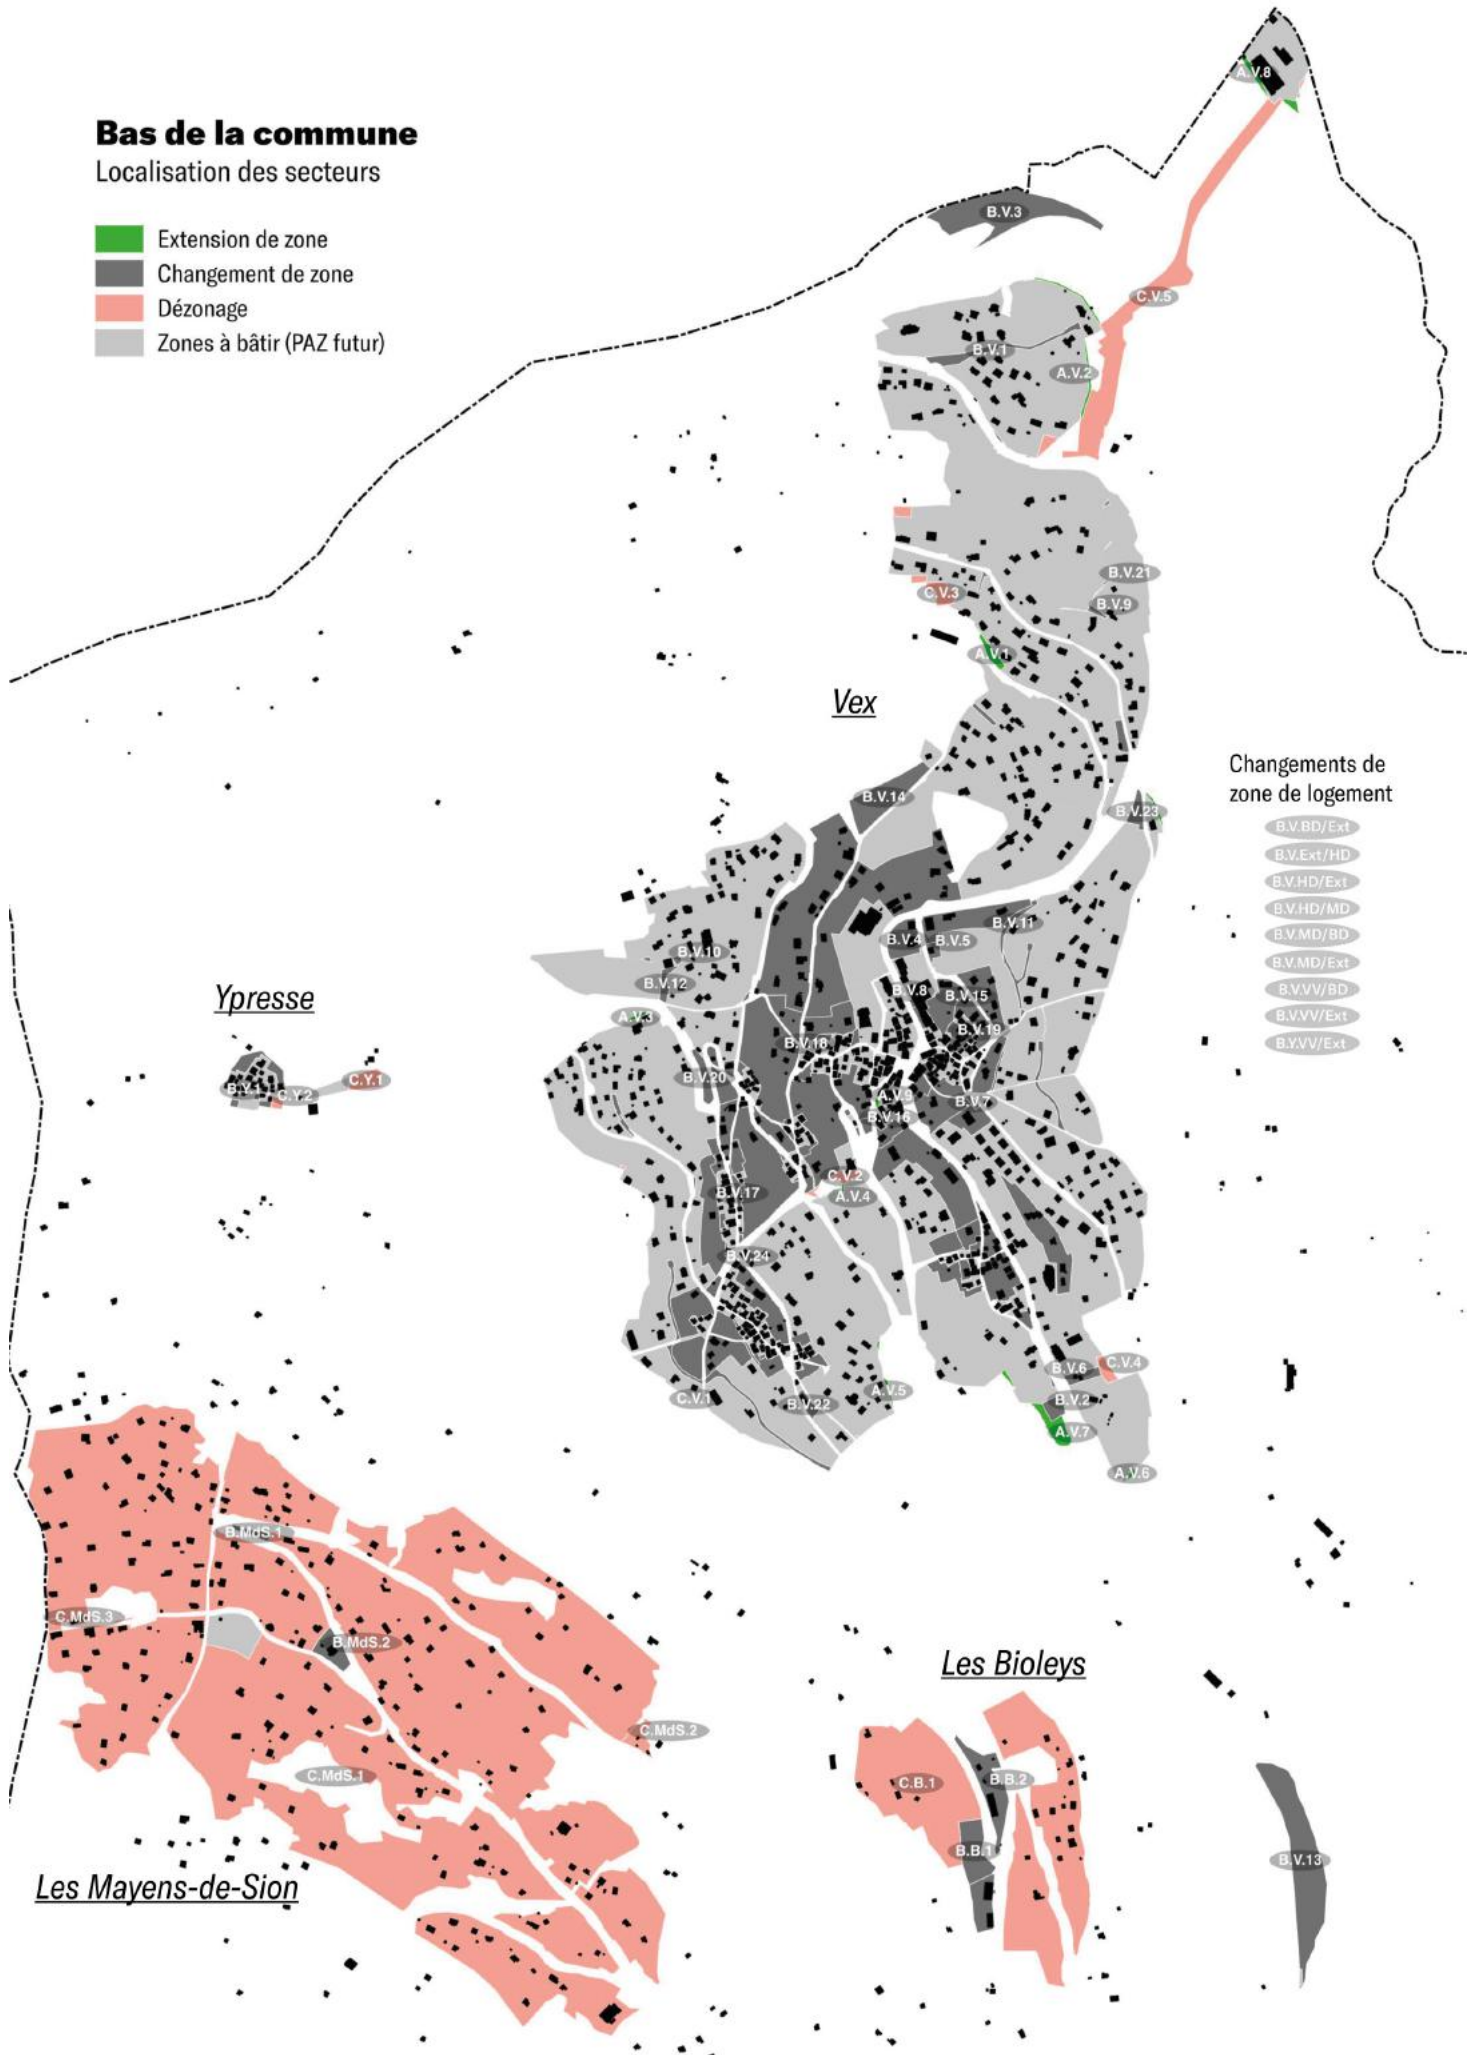 Bas de la commune
Localisation des secteurs
Extension de zone
Changement de zone
Dézonage
Zones à bâtir (PAZ futur)
A.V.8
B.V.3
C.V.5
B.V.1
A.V.2
B.V.21
C.V.3
B.V.9
A.V.1
Vex
Changements de
zone de logement
B.V.BD/Ext
B.V.Ext/HD
B.V.HD/Ext
B.V.HD/MD
B.V.MD/BD
B.V.MD/Ext
B.V.VV/BD
B.V.VV/Ext
B.Y.VV/Ext
B.V.14
B.V.23
B.V.11
B.V.4
B.V.5
B.V.10
B.V.12
B.V.8
B.V.15
Ypresse
A.V.3
B.V.19
B.V.18
B.V.20
C.Y.1
B.Y.1
C.Y.2
A.V.9
B.V.7
B.V.16
C.V.2
B.V.17
A.V.4
B.V.24
B.V.6
C.V.4
C.V.1
A.V.5
B.V.22
B.V.2
A.V.7
A.V.6
B.MdS.1
C.MdS.3
B.MdS.2
Les Bioleys
C.MdS.2
C.MdS.1
C.B.1
B.B.2
B.B.1
B.V.13
Les Mayens-de-Sion